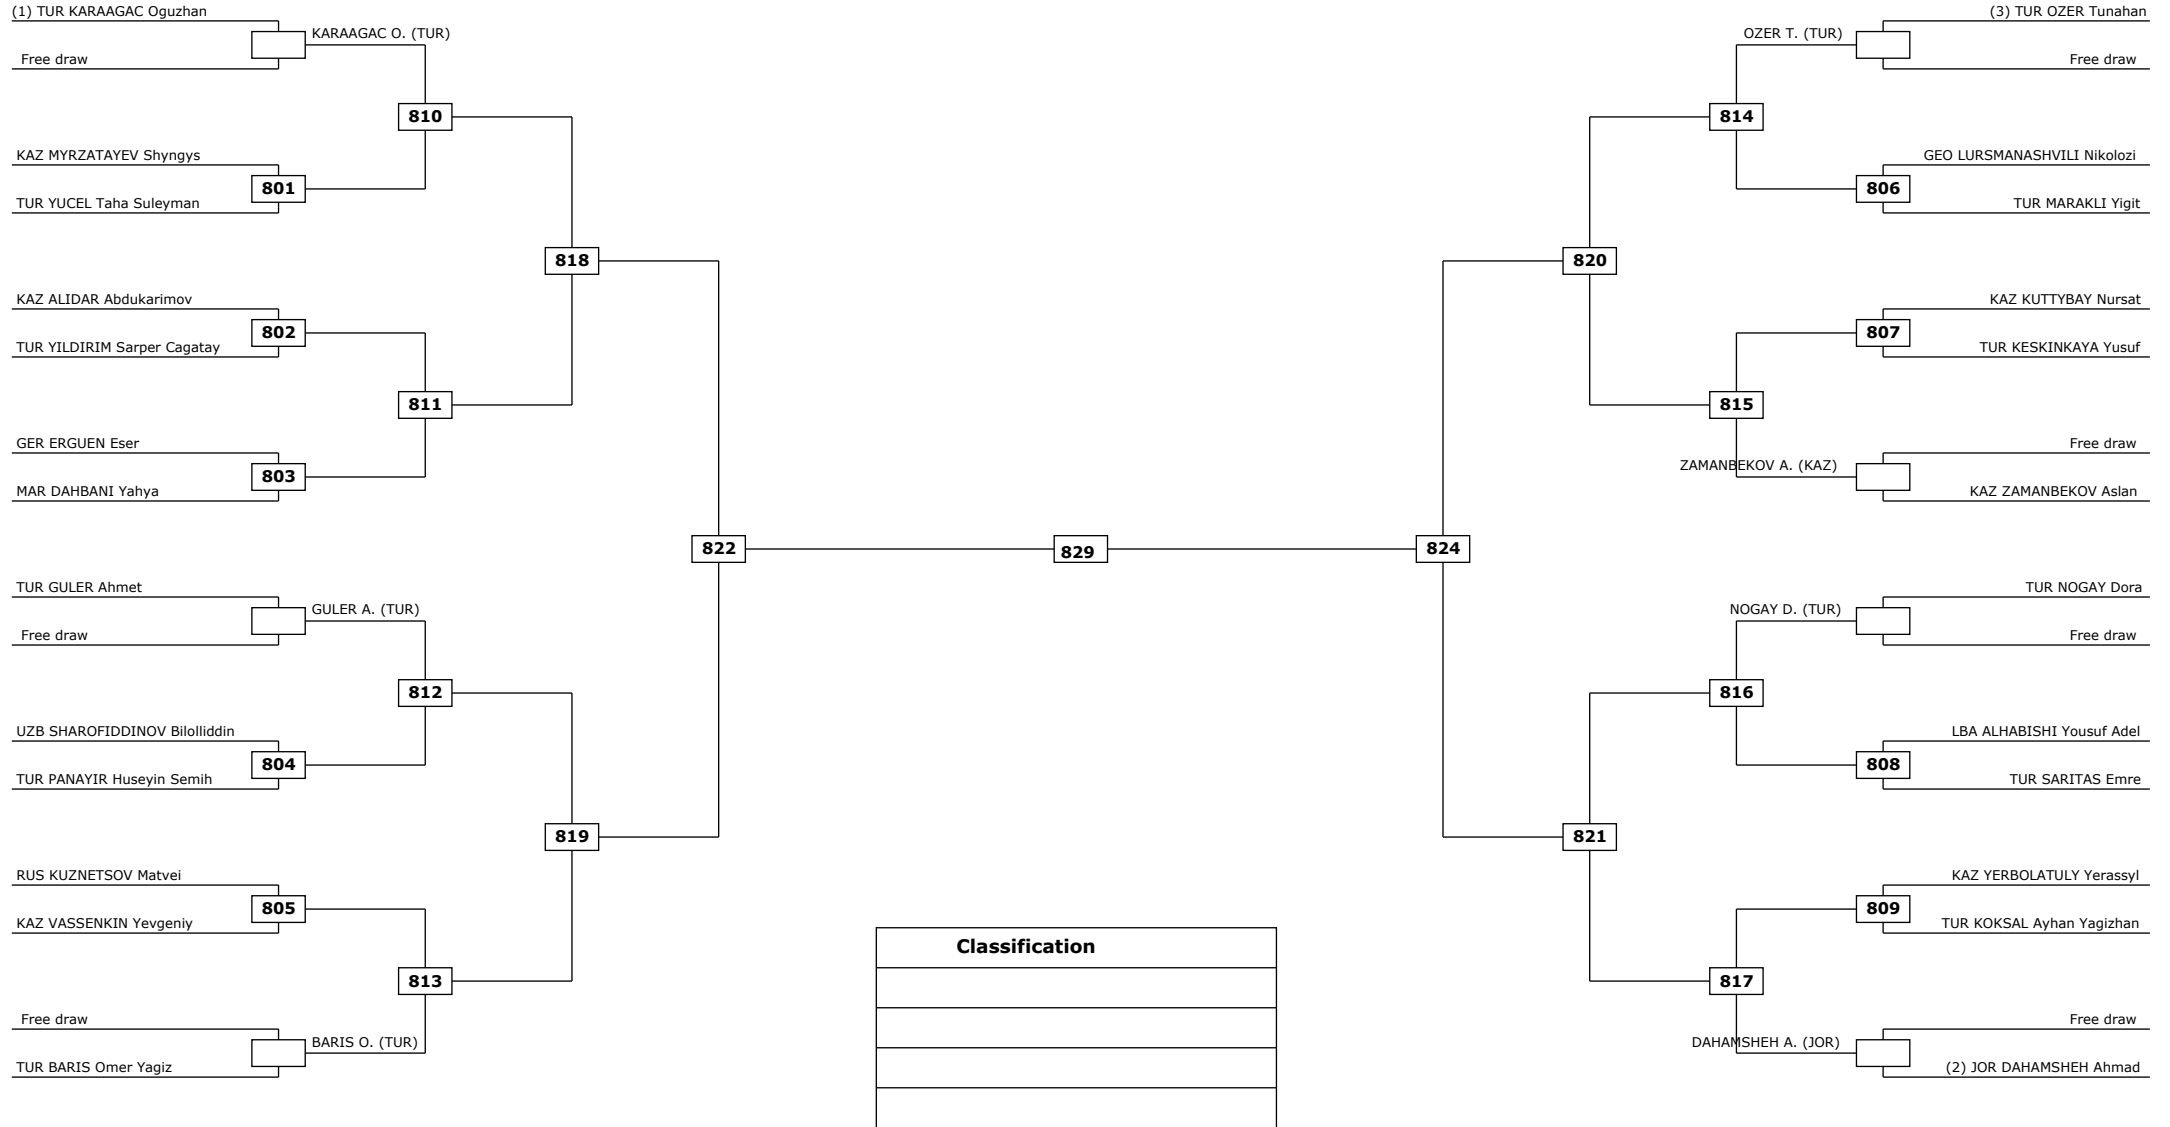 (1) TUR KARAAGAC Oguzhan
KARAAGAC O. (TUR)
Free draw
810
KAZ MYRZATAYEV Shyngys
801
TUR YUCEL Taha Suleyman
818
KAZ ALIDAR Abdukarimov
802
TUR YILDIRIM Sarper Cagatay
811
GER ERGUEN Eser
803
MAR DAHBANI Yahya
822
TUR GULER Ahmet
GULER A. (TUR)
Free draw
812
UZB SHAROFIDDINOV Bilolliddin
804
TUR PANAYIR Huseyin Semih
819
RUS KUZNETSOV Matvei
805
KAZ VASSENKIN Yevgeniy
813
Free draw
BARIS O. (TUR)
TUR BARIS Omer Yagiz
829
Classification
(3) TUR OZER Tunahan
OZER T. (TUR)
Free draw
814
GEO LURSMANASHVILI Nikolozi
806
TUR MARAKLI Yigit
820
KAZ KUTTYBAY Nursat
807
TUR KESKINKAYA Yusuf
815
Free draw
ZAMANBEKOV A. (KAZ)
KAZ ZAMANBEKOV Aslan
824
TUR NOGAY Dora
NOGAY D. (TUR)
Free draw
816
LBA ALHABISHI Yousuf Adel
808
TUR SARITAS Emre
821
KAZ YERBOLATULY Yerassyl
809
TUR KOKSAL Ayhan Yagizhan
817
Free draw
DAHAMSHEH A. (JOR)
(2) JOR DAHAMSHEH Ahmad